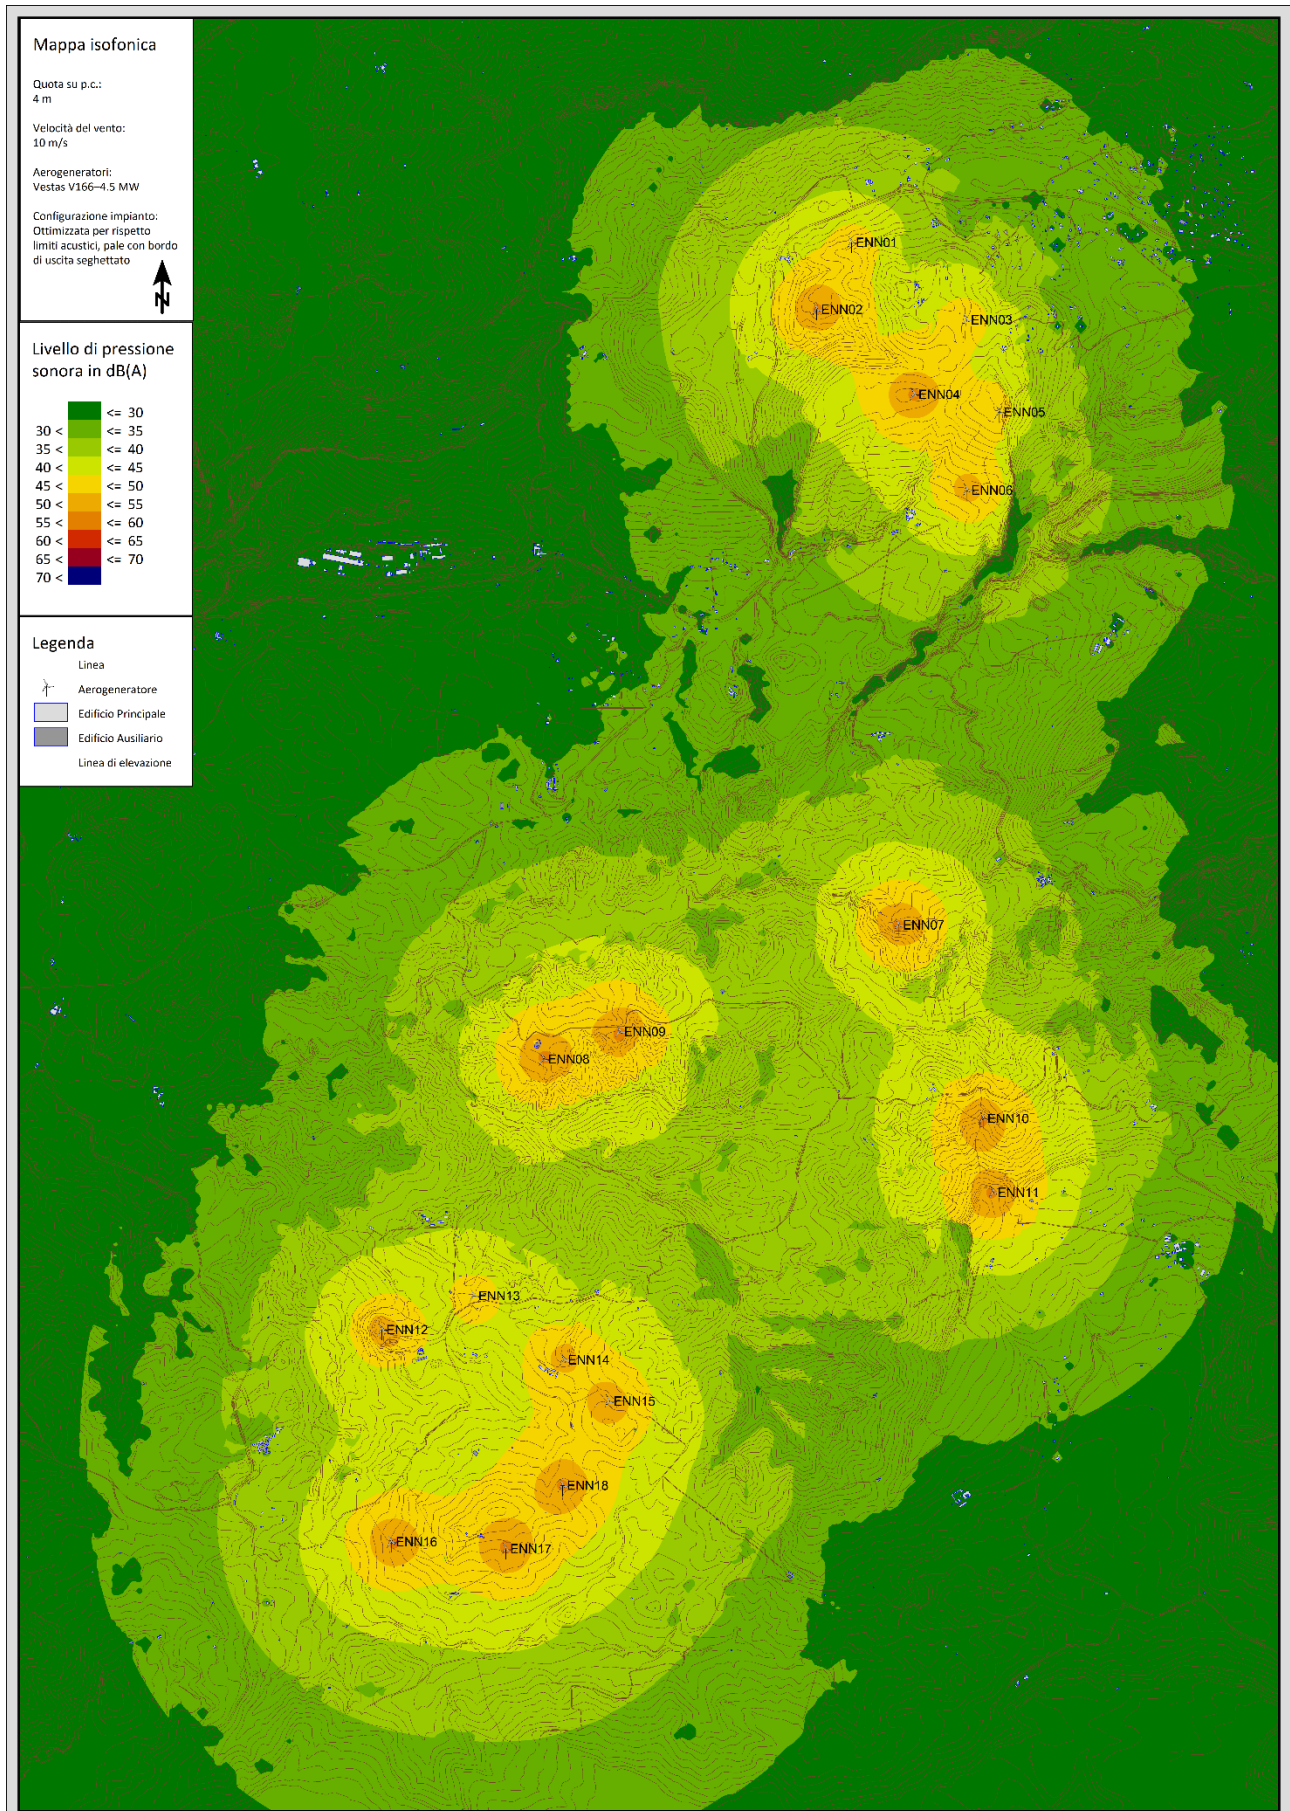 Mappa isofonica
Quota su p.c.:
4 m
Velocità del vento:
10 m/s
Aerogeneratori:
Vestas V166–4.5 MW
Configurazione impianto:
Ottimizzata per rispetto
limiti acustici, pale con bordo
di uscita seghettato
N
Livello di pressione
sonora in dB(A)
<= 30
30 < <= 35
35 < <= 40
40 < <= 45
45 < <= 50
50 < <= 55
55 < <= 60
60 < <= 65
65 < <= 70
70 <
Legenda
Linea
Aerogeneratore
Edificio Principale
Edificio Ausiliario
Linea di elevazione
ENN01
ENN02
ENN03
ENN04
ENN05
ENN06
ENN07
ENN09
ENN08
ENN10
ENN11
ENN13
ENN12
ENN14
ENN15
ENN18
ENN16
ENN17